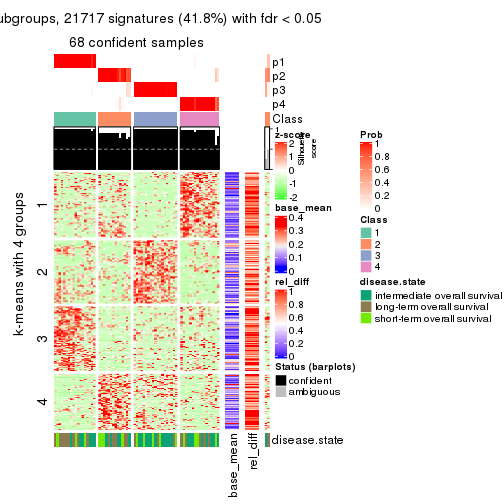 ubgroups, 21717 signatures (41.8%) with fdr < 0.05
68 confident samples
p1
p2
p3
p4
Class
1
Silhouette
score
z-score
2
1
0
-1
-2
base_mean
0.4
0.3
0.2
0.1
0
rel_diff
1
0.8
0.6
0.4
0.2
0
Status (barplots)
confident
ambiguous
Prob
1
0.8
0.6
0.4
0.2
0
Class
1
2
3
4
disease.state
intermediate overall survival
long-term overall survival
short-term overall survival
k-means with 4 groups
1
2
3
4
disease.state
base_mean
rel_diff